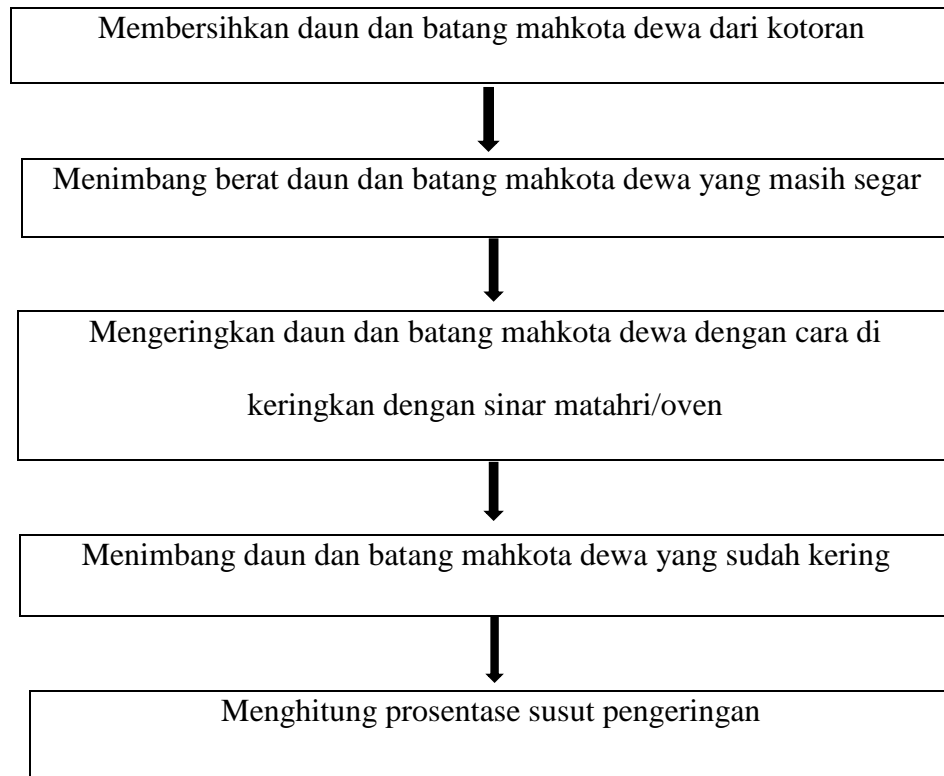 Membersihkan daun dan batang mahkota dewa dari kotoran
Menimbang berat daun dan batang mahkota dewa yang masih segar
Mengeringkan daun dan batang mahkota dewa dengan cara di
keringkan dengan sinar matahri/oven
Menimbang daun dan batang mahkota dewa yang sudah kering
Menghitung prosentase susut pengeringan